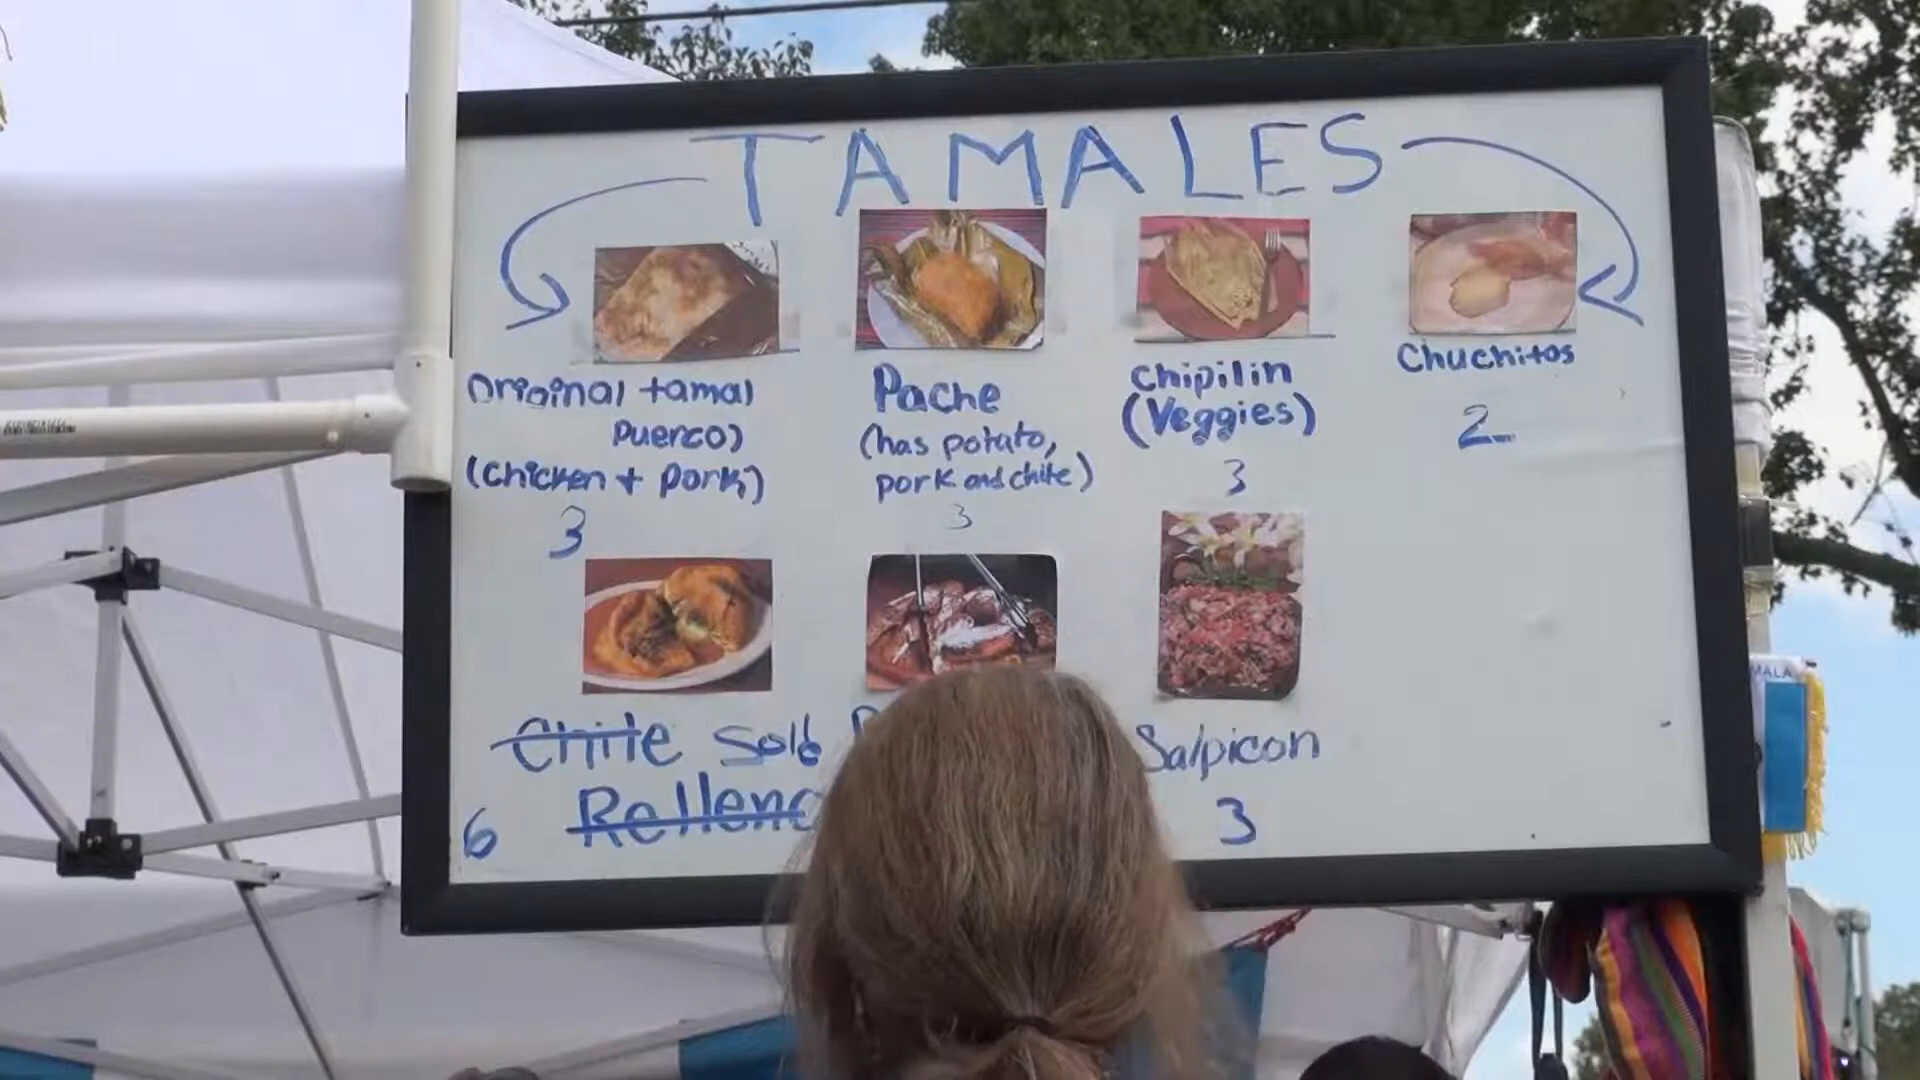 TAMALES
Original tamal
Puerco)
(Chicken + Pork)
3
Pache
(has potato,
pork and chile)
3
Chipilin
(Veggies)
3
Chuchitos
2
Chile Sold
Relleno
6
Salpicon
3
MALA